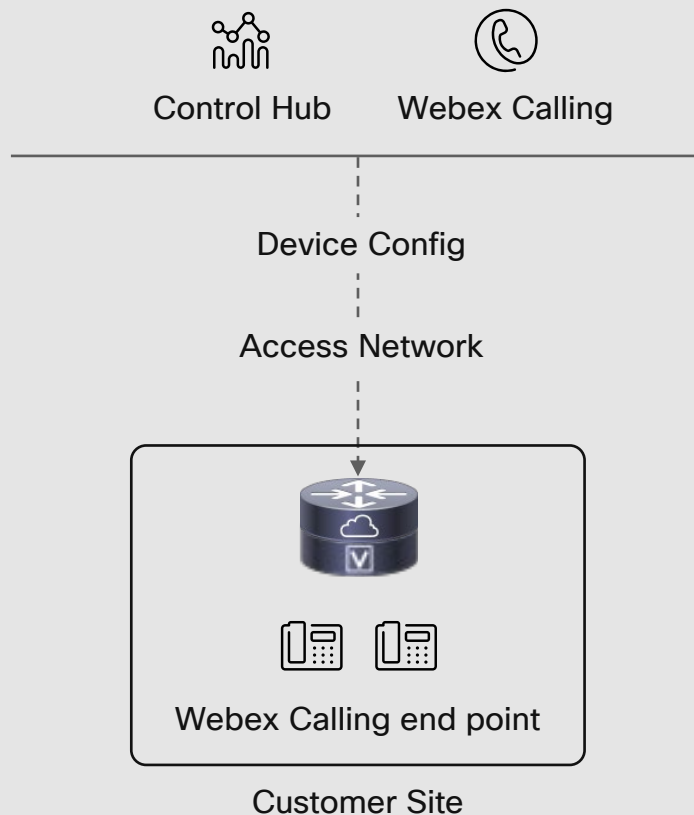 Control Hub
Webex Calling
Device Config
Access Network
V
Webex Calling end point
Customer Site